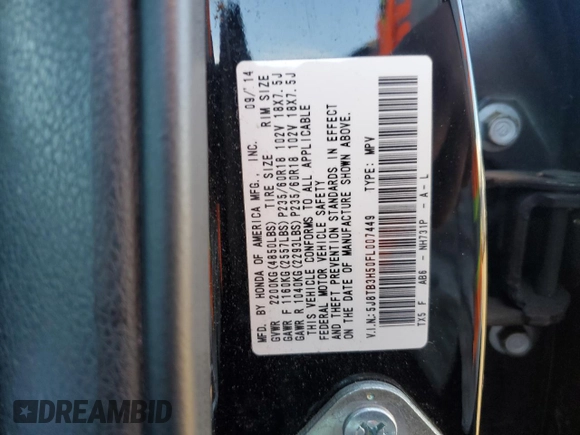 MFD. BY HONDA OF AMERICA MFG., INC. 09/ 14
GVWR 2200KG(4850LBS) TIRE SIZE RIM SIZE
GAWR F 1160KG(2557LBS) P235/60R18 102V 18X7.5J
GAWR R 1040KG(2293LBS) P235/60R18 102V 18X7.5J
THIS VEHICLE CONFORMS TO ALL APPLICABLE
FEDERAL MOTOR VEHICLE SAFETY
AND THEFT PREVENTION STANDARDS IN EFFECT
ON THE DATE OF MANUFACTURE SHOWN ABOVE.
V.I.N.:5J8TB3H50FL007449 TYPE: MPV
TX5 F AB6 - NH731P - A - L
DREAMBID